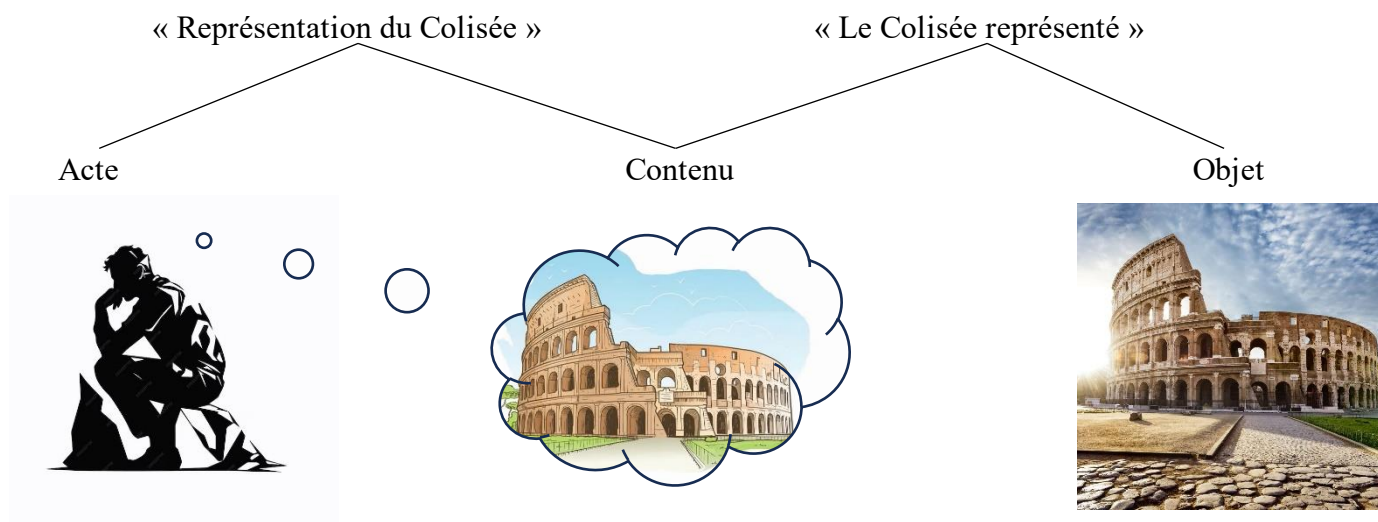 « Représentation du Colisée »
« Le Colisée représenté »
Acte
Contenu
Objet